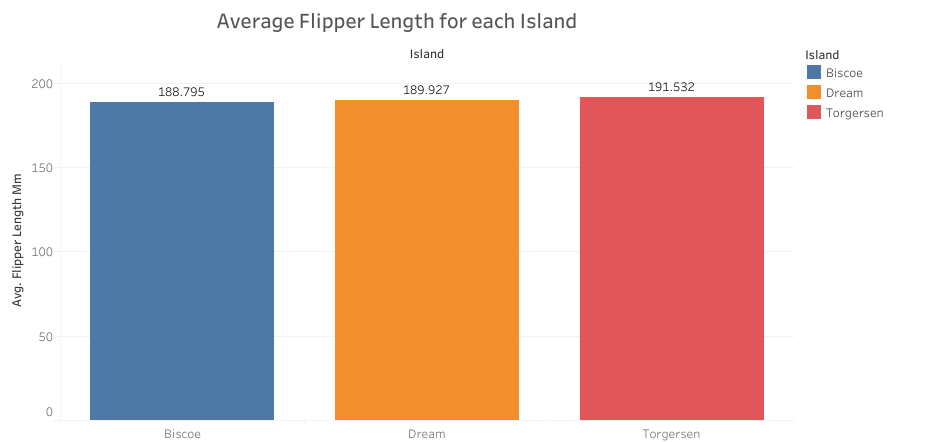 Average Flipper Length for each Island
Island
Island
Biscoe
Dream
Torgersen
Avg. Flipper Length Mm
200
150
100
50
0
188.795
189.927
191.532
Biscoe
Dream
Torgersen